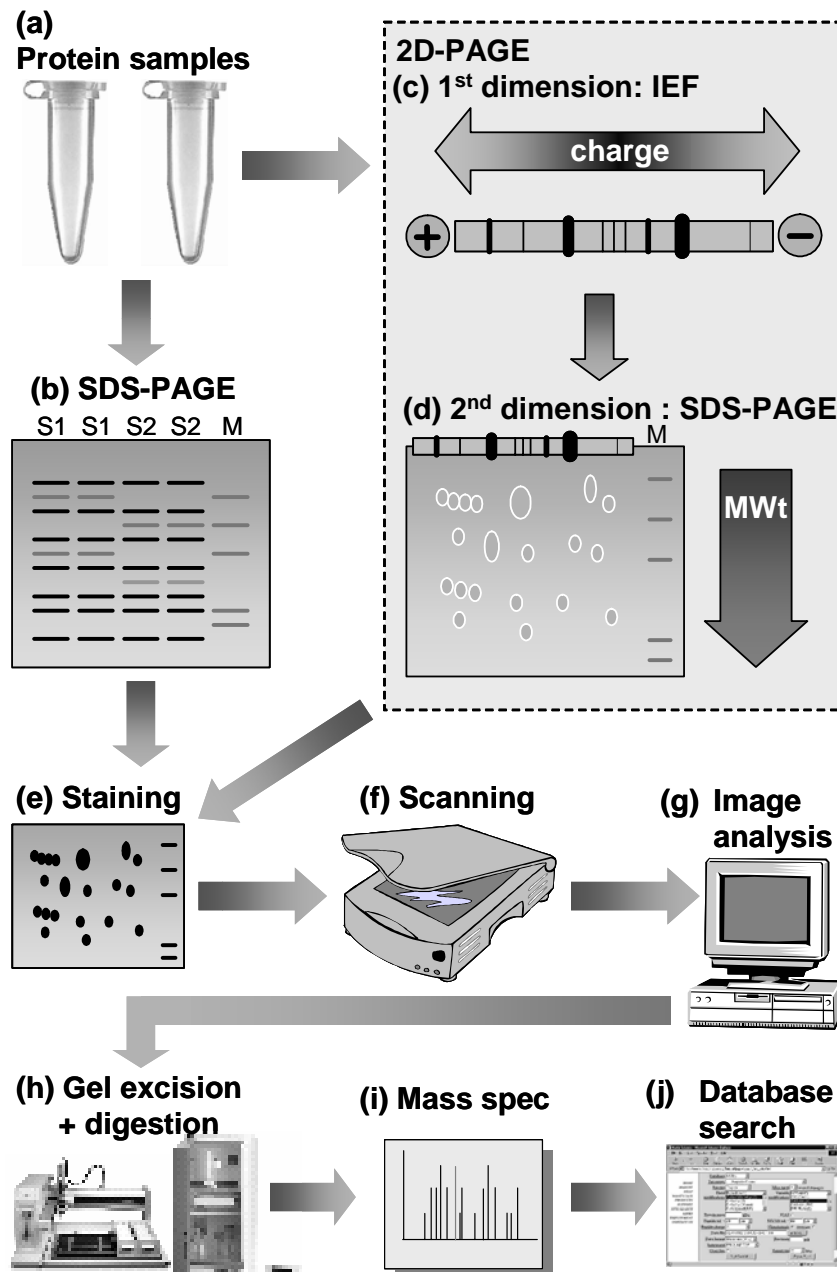 (a)
Protein samples
2D-PAGE
(c) 1st dimension: IEF
charge
+
−
(b) SDS-PAGE
S1 S1 S2 S2 M
(d) 2nd dimension : SDS-PAGE
M
MWt
(e) Staining
(f) Scanning
(g) Image
analysis
(h) Gel excision
+ digestion
(i) Mass spec
(j) Database
search